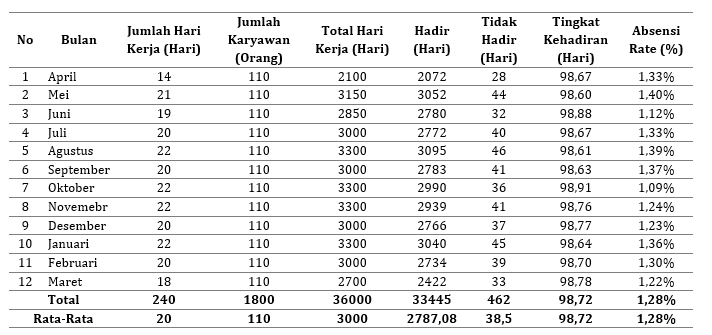 No Bulan Jumlah Hari Kerja (Hari) Jumlah Karyawan (Orang) Total Hari Kerja (Hari) Hadir (Hari) Tidak Hadir (Hari) Tingkat Kehadiran (Hari) Absensi Rate (%)
1 April 14 110 2100 2072 28 98,67 1,33%
2 Mei 21 110 3150 3052 44 98,60 1,40%
3 Juni 19 110 2850 2780 32 98,88 1,12%
4 Juli 20 110 3000 2772 40 98,67 1,33%
5 Agustus 22 110 3300 3095 46 98,61 1,39%
6 September 20 110 3000 2783 41 98,63 1,37%
7 Oktober 22 110 3300 2990 36 98,91 1,09%
8 Novemebr 22 110 3300 2939 41 98,76 1,24%
9 Desember 20 110 3000 2766 37 98,77 1,23%
10 Januari 22 110 3300 3040 45 98,64 1,36%
11 Februari 20 110 3000 2734 39 98,70 1,30%
12 Maret 18 110 2700 2422 33 98,78 1,22%
Total 240 1800 36000 33445 462 98,72 1,28%
Rata-Rata 20 110 3000 2787,08 38,5 98,72 1,28%